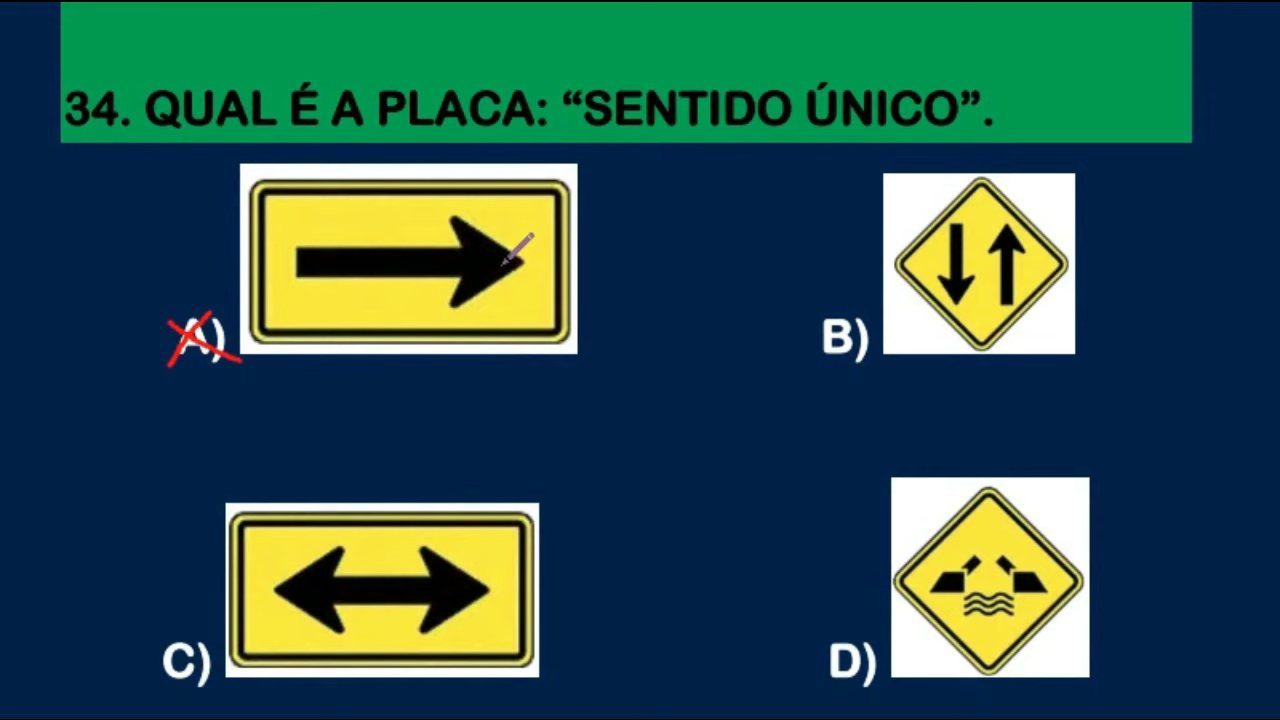 34. QUAL É A PLACA: “SENTIDO ÚNICO”.
A)
B)
C)
D)